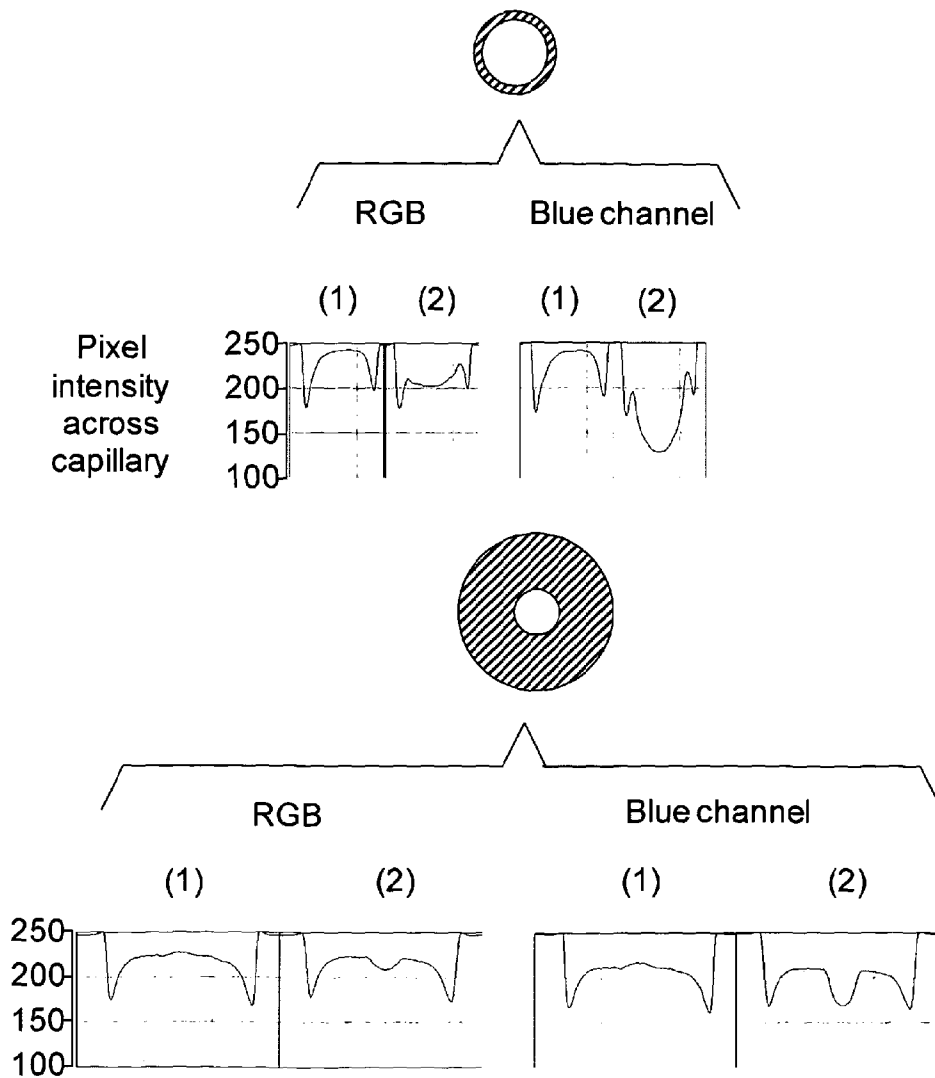 RGB
Blue channel
(1) (2) (1) (2)
Pixel
intensity
across
capillary
250
200
150
100
RGB
Blue channel
(1) (2) (1) (2)
250
200
150
100